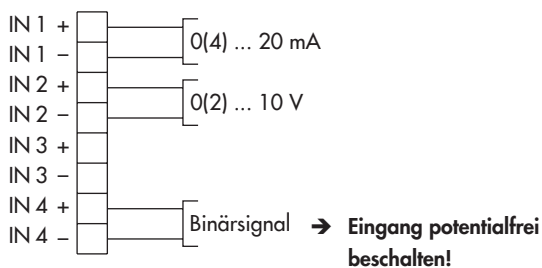 IN 1 +
IN 1 –
0(4) ... 20 mA
IN 2 +
IN 2 –
0(2) ... 10 V
IN 3 +
IN 3 –
IN 4 +
IN 4 –
Binärsignal ➔ Eingang potentialfrei
beschalten!